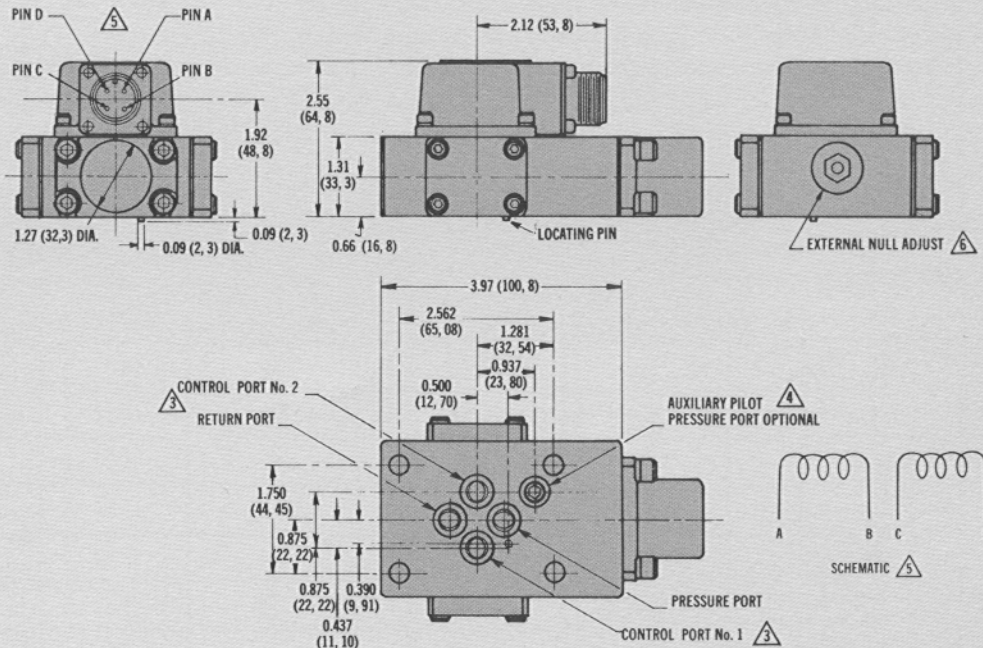 PIN D
5
PIN A
PIN C
PIN B
1.92
(48, 8)
1.27 (32,3) DIA.
0.09 (2, 3) DIA.
0.09 (2, 3)
2.12 (53, 8)
2.55
(64, 8)
1.31
(33, 3)
0.66 (16, 8)
LOCATING PIN
EXTERNAL NULL ADJUST 6
3.97 (100, 8)
2.562
(65, 08)
1.281
(32, 54)
0.937
(23, 80)
0.500
(12, 70)
CONTROL PORT No. 2
3
RETURN PORT
AUXILIARY PILOT 4
PRESSURE PORT OPTIONAL
1.750
(44, 45)
0.875
(22, 22)
0.875
(22, 22)
0.390
(9, 91)
0.437
(11, 10)
PRESSURE PORT
CONTROL PORT No. 1 3
A B C
SCHEMATIC 5